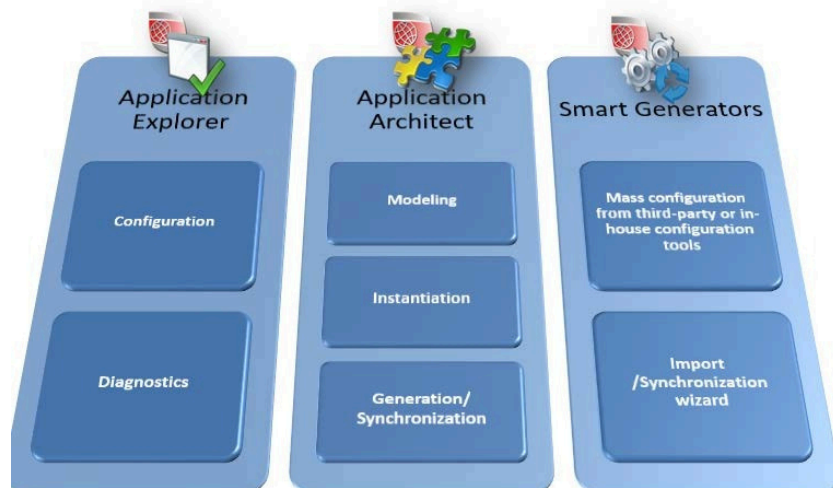 Application
Explorer
Configuration
Diagnostics
Application
Architect
Modeling
Instantiation
Generation/
Synchronization
Smart Generators
Mass configuration
from third-party or in-
house configuration
tools
Import
/Synchronization
wizard